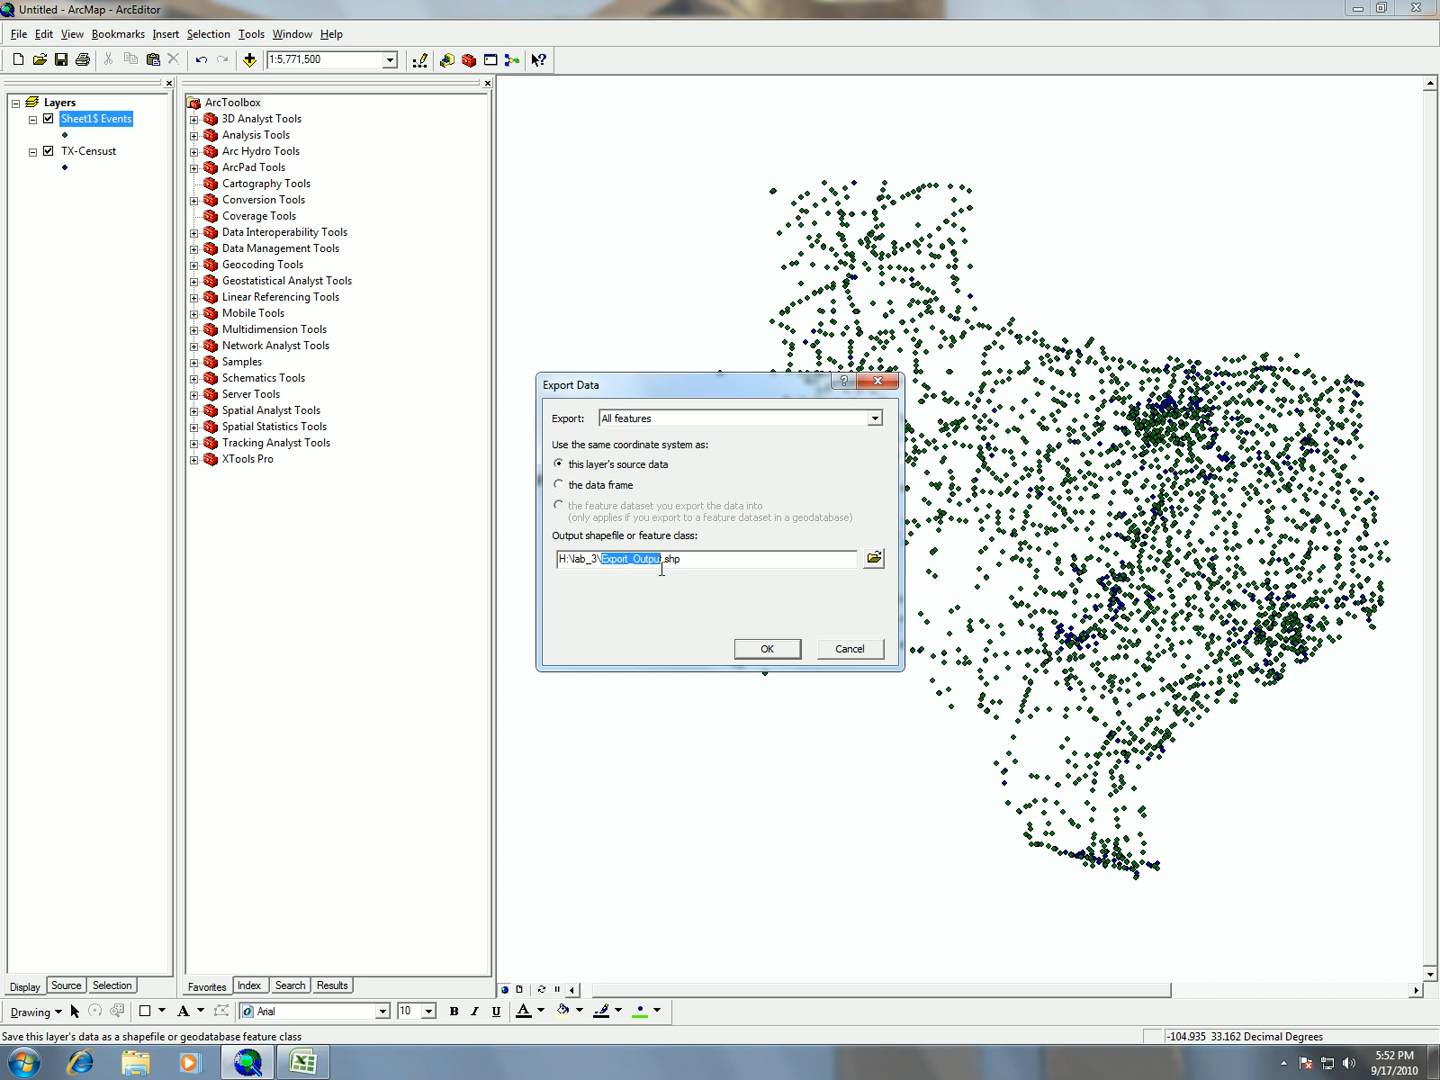 Untitled - ArcMap - ArcEditor
File Edit View Bookmarks Insert Selection Tools Window Help
1:5,771,500
Layers
Sheet1$ Events
TX-Censust
ArcToolbox
3D Analyst Tools
Analysis Tools
Arc Hydro Tools
ArcPad Tools
Cartography Tools
Conversion Tools
Coverage Tools
Data Interoperability Tools
Data Management Tools
Geocoding Tools
Geostatistical Analyst Tools
Linear Referencing Tools
Mobile Tools
Multidimension Tools
Network Analyst Tools
Samples
Schematics Tools
Server Tools
Spatial Analyst Tools
Spatial Statistics Tools
Tracking Analyst Tools
XTools Pro
Export Data
Export: All features
Use the same coordinate system as:
this layer's source data
the data frame
the feature dataset you export the data into
(only applies if you export to a feature dataset in a geodatabase)
Output shapefile or feature class:
H:\lab_3\Export_Output.shp
OK Cancel
Display Source Selection
Favorites Index Search Results
Drawing A Arial 10 B I U A
Save this layer's data as a shapefile or geodatabase feature class
-104.935 33.162 Decimal Degrees
5:52 PM
9/17/2010